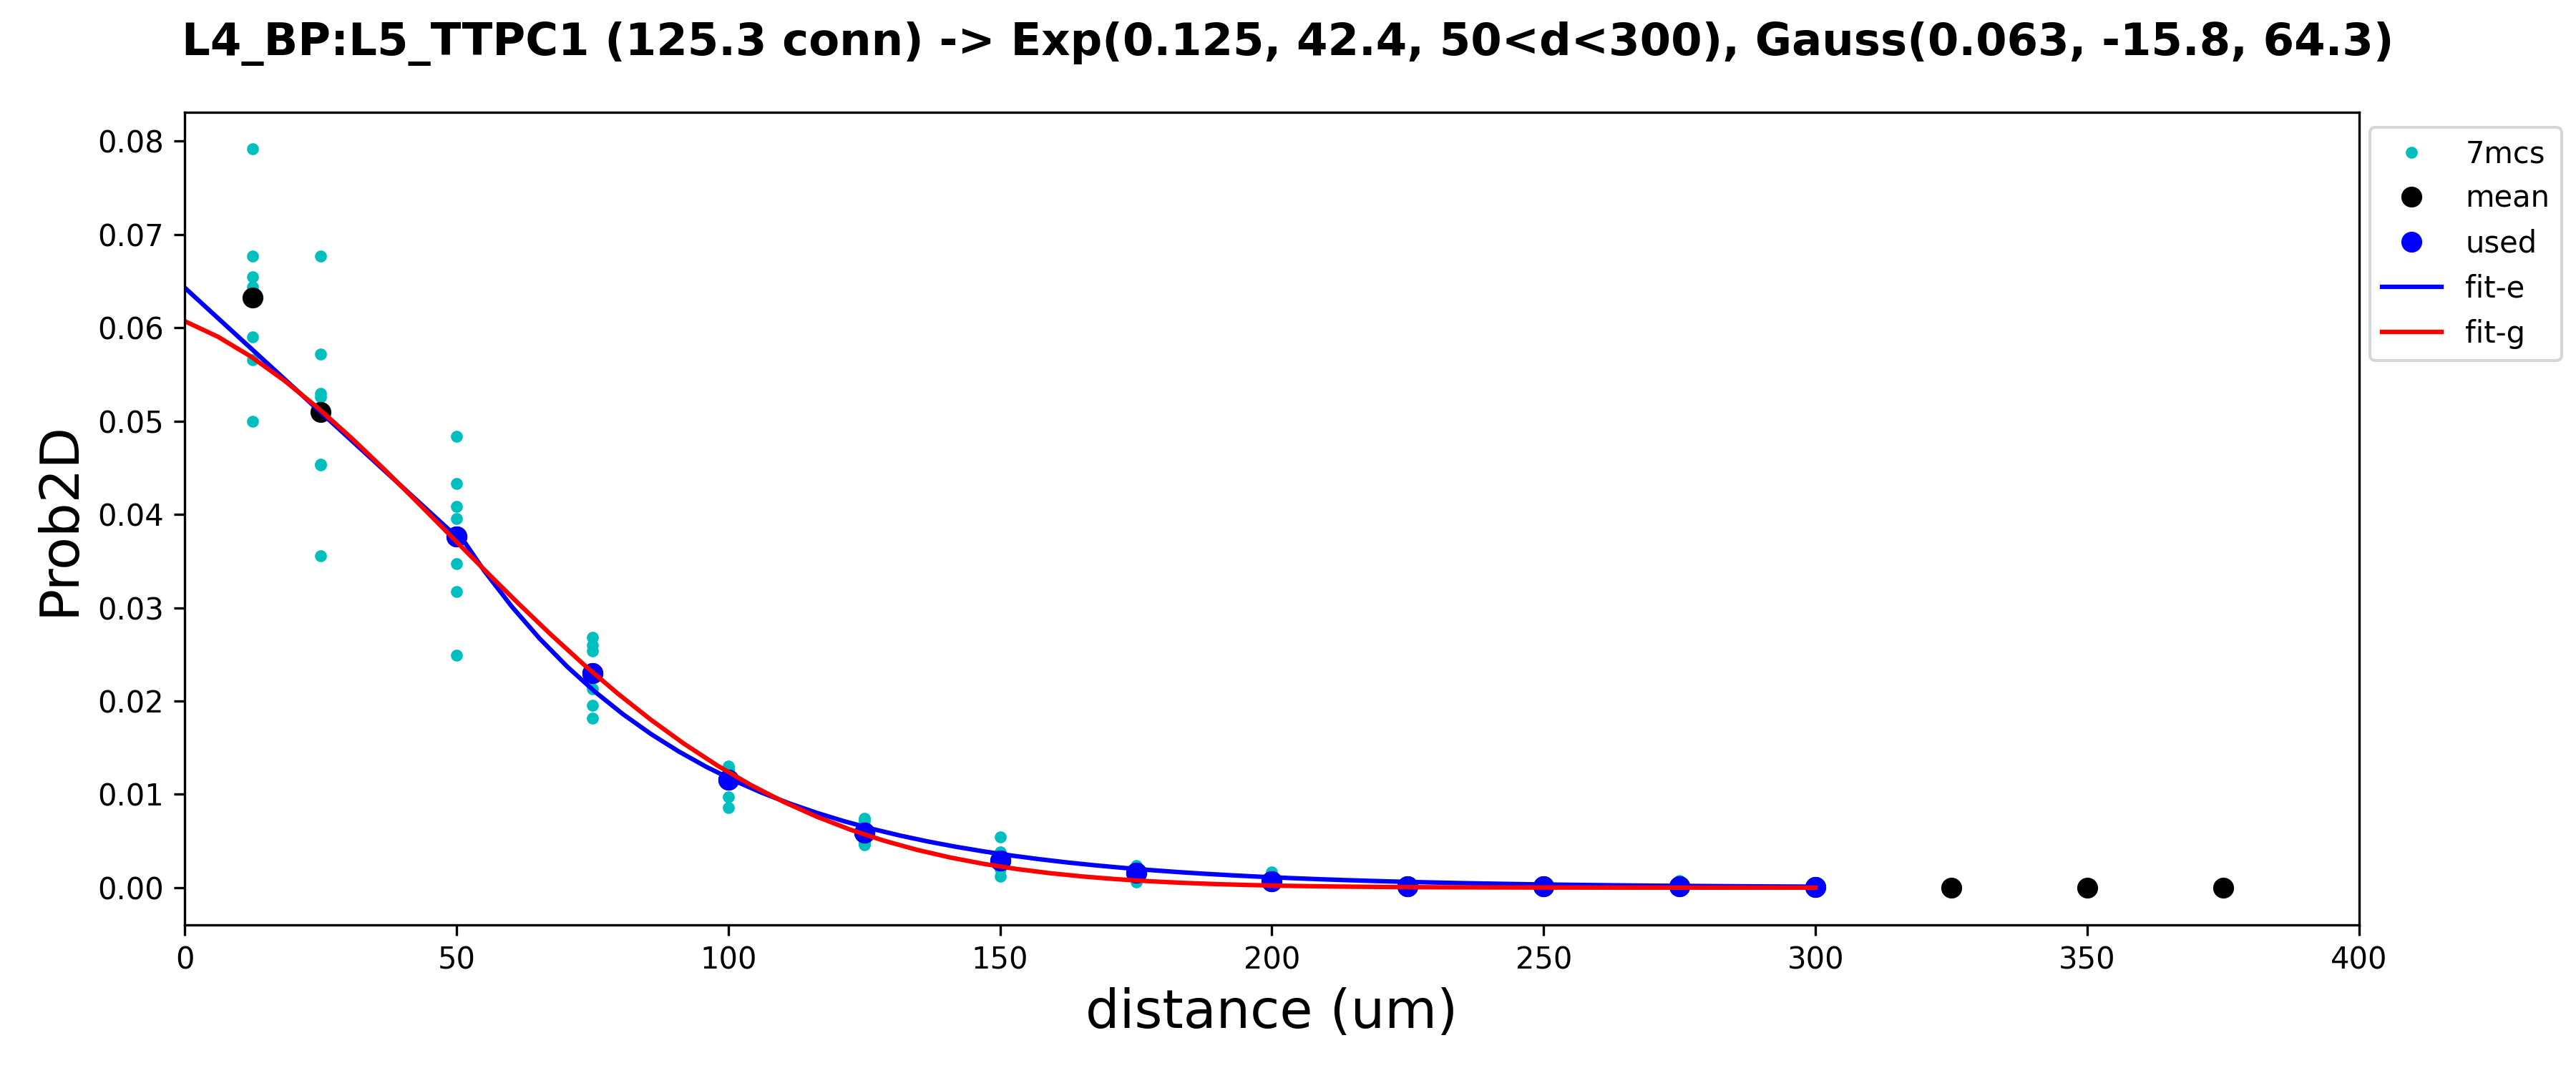 L4_BP:L5_TTPC1 (125.3 conn) -> Exp(0.125, 42.4, 50<d<300), Gauss(0.063, -15.8, 64.3)
0.08
0.07
0.06
0.05
0.04
0.03
0.02
0.01
0.00
Prob2D
0 50 100 150 200 250 300 350 400
distance (um)
7mcs
mean
used
fit-e
fit-g